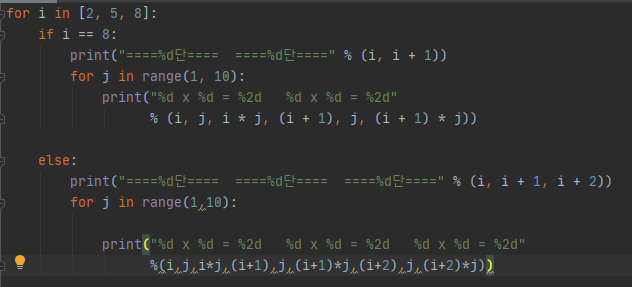 for i in [2, 5, 8]:
    if i == 8:
        print("====%d단====  ====%d단====" % (i, i + 1))
        for j in range(1, 10):
            print("%d x %d = %2d   %d x %d = %2d"
                  % (i, j, i * j, (i + 1), j, (i + 1) * j))
    else:
        print("====%d단====  ====%d단====  ====%d단====" % (i, i + 1, i + 2))
        for j in range(1,10):
            print("%d x %d = %2d   %d x %d = %2d   %d x %d = %2d"
                  %(i,j,i*j,(i+1),j,(i+1)*j,(i+2),j,(i+2)*j))